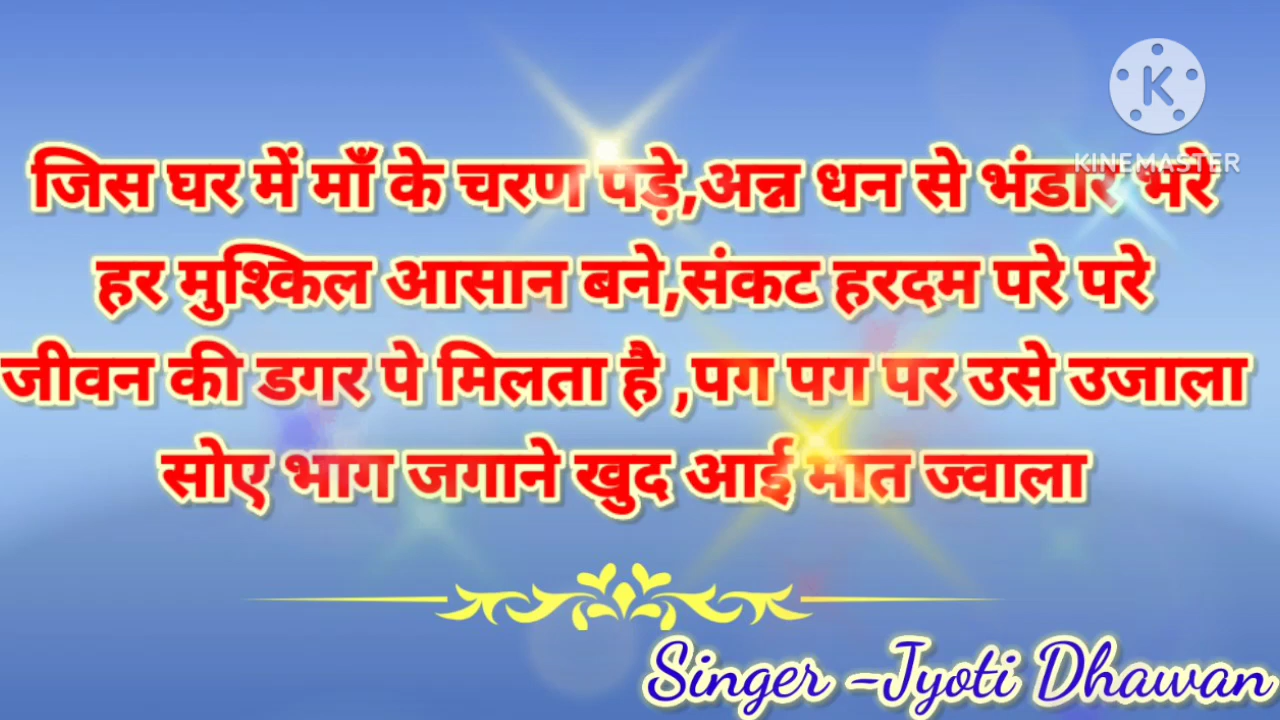 K
KINEMASTER
जिस घर में माँ के चरण पड़े,अन्न धन से भंडार भरे
हर मुश्किल आसान बने,संकट हरदम परे परे
जीवन की डगर पे मिलता है ,पग पग पर उसे उजाला
सोए भाग जगाने खुद आई मात ज्वाला
Singer -Jyoti Dhawan